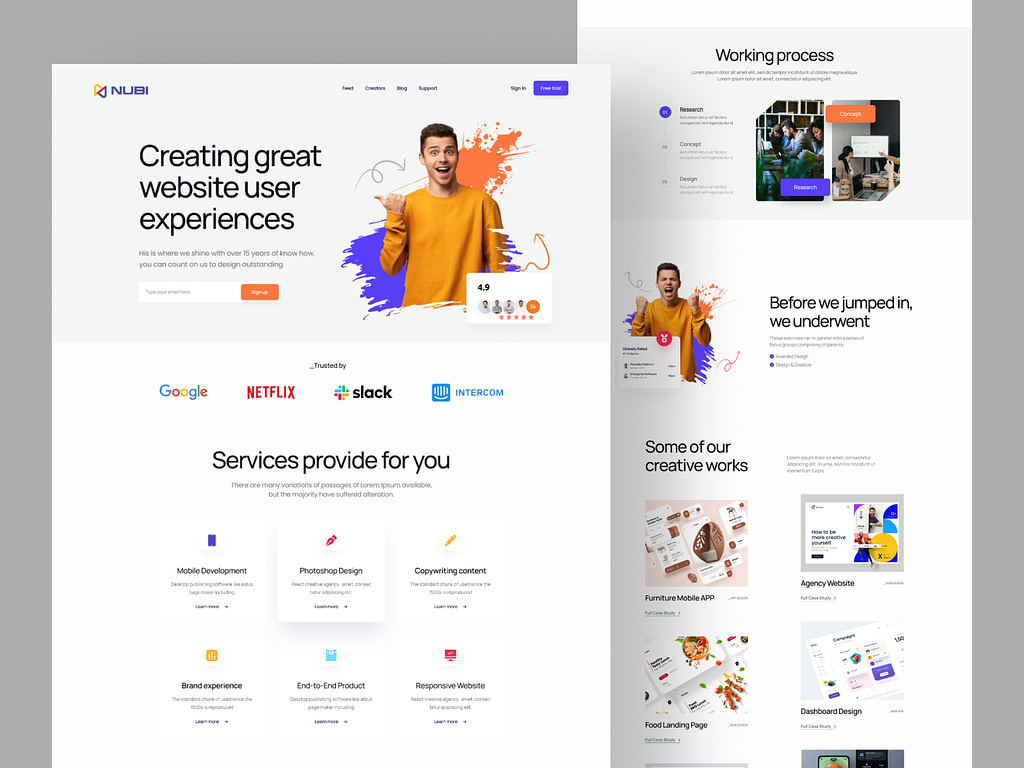 NUBI
Feed
Creators
Blog
Support
Sign In
Free trial
Creating great
website user
experiences
His is where we shine with over 15 years of know how,
you can count on us to design outstanding
Type your email here
Sign up
4.9
5k
_Trusted by
Google
NETFLIX
slack
INTERCOM
Services provide for you
There are many variations of passages of Lorem Ipsum available,
but the majority have suffered alteration.
Mobile Development
Desktop publishing software like aldus
page maker including
Learn more
Photoshop Design
React creative agency amet, consec
tetur adipiscing elit.
Learn more
Copywriting content
The standard chunk of used since the
1500s is reproduced
Learn more
Brand experience
The standard chunk of used since the
1500s is reproduced
Learn more
End-to-End Product
Desktop publishing software like aldus
page maker including
Learn more
Responsive Website
React creative agency amet, consec
tetur adipiscing elit.
Learn more
Working process
Lorem ipsum dolor sit amet elit, sed do tempor incididunt ut dolore magna aliqua.
Lorem ipsum dolor sit amet, consectetur adipiscing elit.
01.
Research
02.
Concept
03.
Design
Concept
Research
Before we jumped in,
we underwent
These exercises ran in parallel with a series of
focus groups comprising of parents.
Awarded Design
Design & Creative
Globally Rated
Some of our
creative works
Lorem ipsum dolor sit amet, consectetur
adipiscing elit. In urna, non nisl tincidunt ut
elementum turpis
Furniture Mobile APP
_APP DESIGN
Full Case Study
How to be
more creative
yourself
Agency Website
_WEB DESIGN
Full Case Study
Food Landing Page
_WEB DESIGN
Full Case Study
Campaign
Dashboard Design
Full Case Study